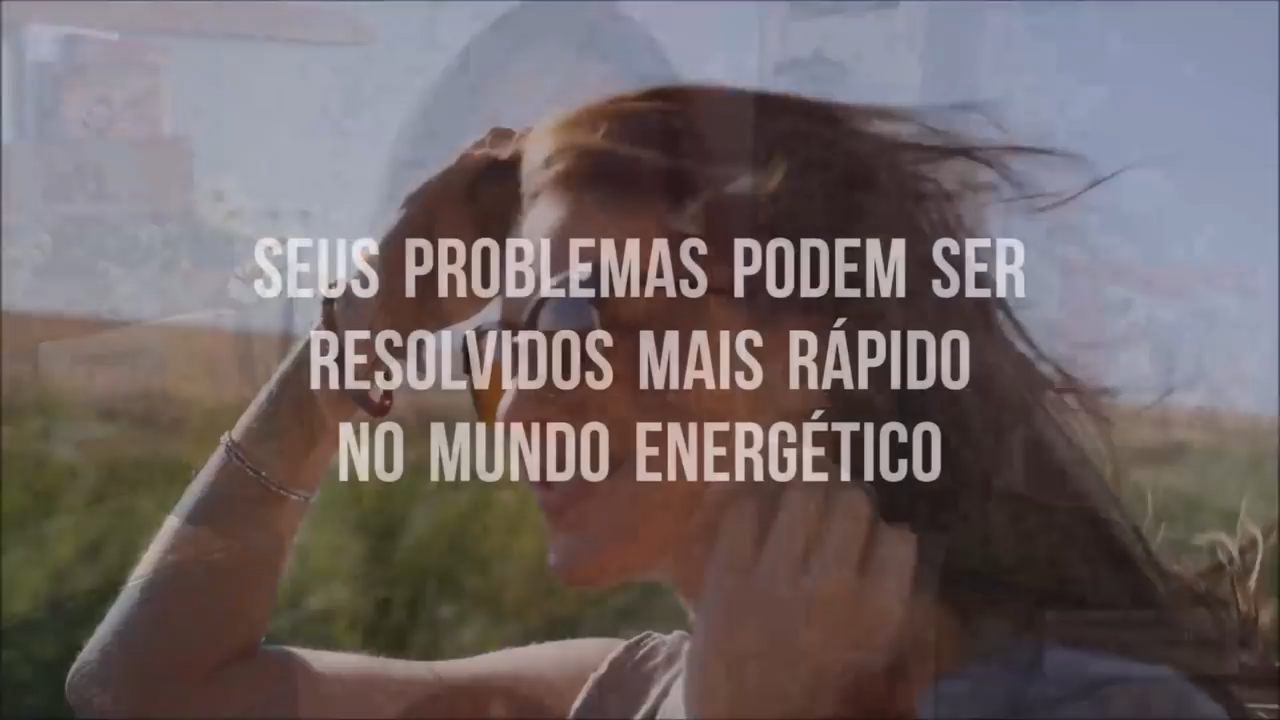 SEUS PROBLEMAS PODEM SER
RESOLVIDOS MAIS RÁPIDO
NO MUNDO ENERGÉTICO